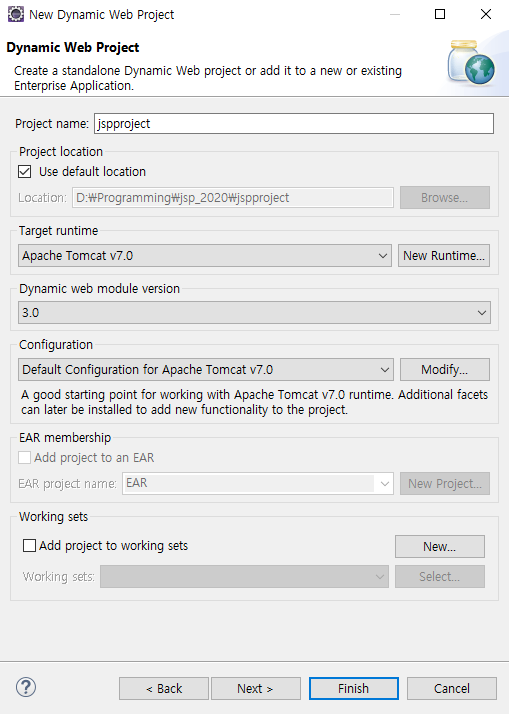 New Dynamic Web Project
Dynamic Web Project
Create a standalone Dynamic Web project or add it to a new or existing
Enterprise Application.
Project name: jspproject
Project location
Use default location
Location: D:₩Programming₩jsp_2020₩jspproject Browse...
Target runtime
Apache Tomcat v7.0 New Runtime...
Dynamic web module version
3.0
Configuration
Default Configuration for Apache Tomcat v7.0 Modify...
A good starting point for working with Apache Tomcat v7.0 runtime. Additional facets
can later be installed to add new functionality to the project.
EAR membership
Add project to an EAR
EAR project name: EAR New Project...
Working sets
Add project to working sets New...
Working sets: Select...
? < Back Next > Finish Cancel